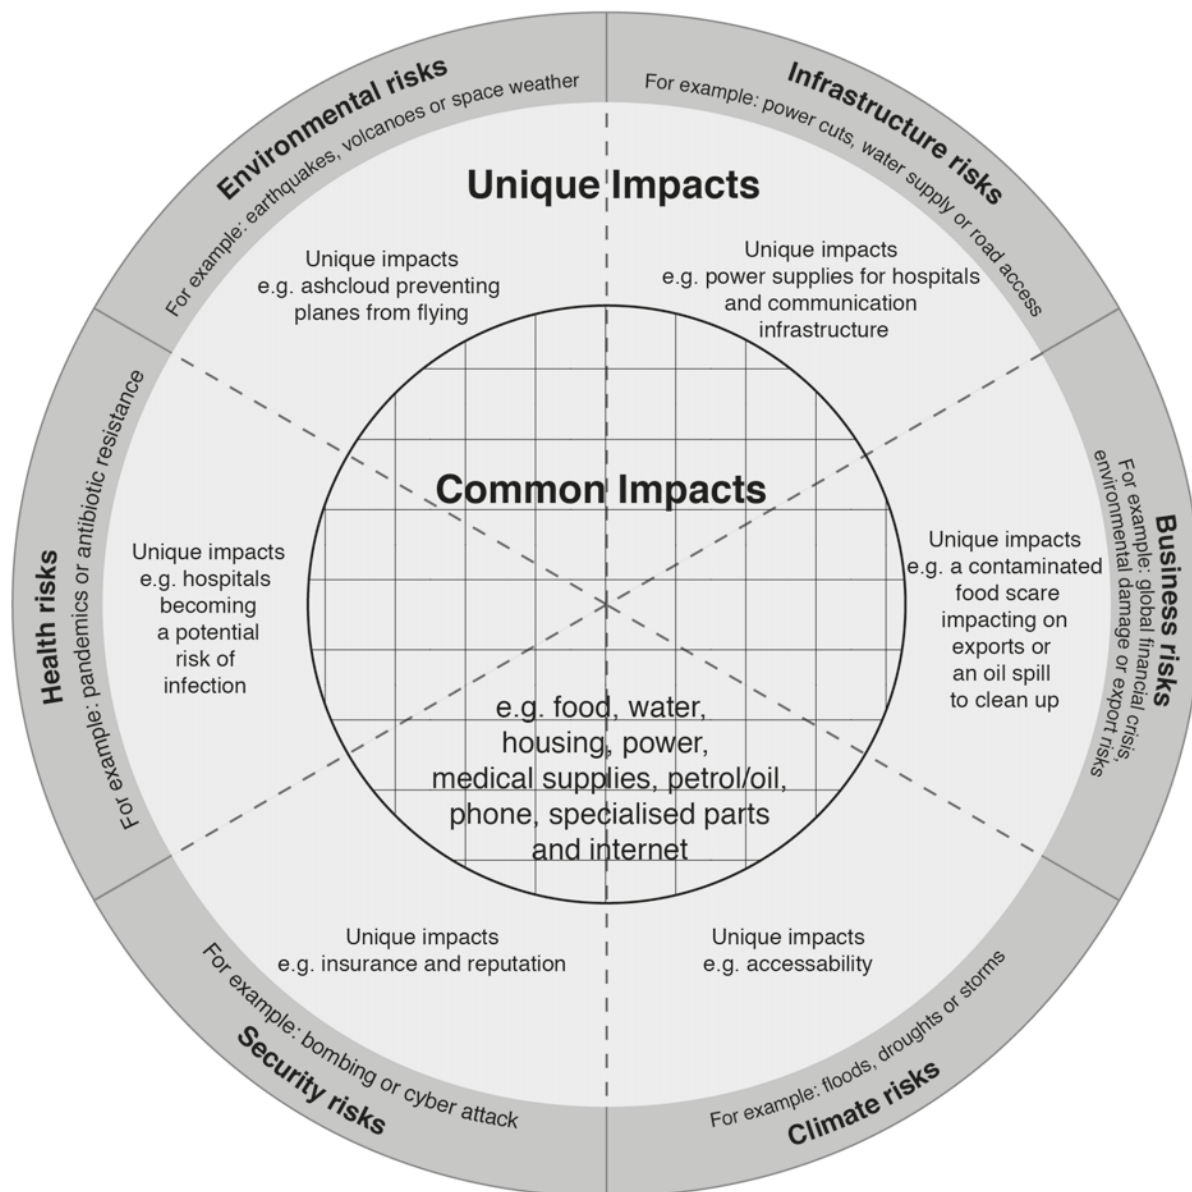 Environmental risks
For example: earthquakes, volcanoes or space weather
Infrastructure risks
For example: power cuts, water supply or road access
Unique Impacts
Unique impacts
e.g. ashcloud preventing
planes from flying
Unique impacts
e.g. power supplies for hospitals
and communication
infrastructure
Health risks
For example: pandemics or antibiotic resistance
Unique impacts
e.g. hospitals
becoming
a potential
risk of
infection
Common Impacts
e.g. food, water,
housing, power,
medical supplies, petrol/oil,
phone, specialised parts
and internet
Unique impacts
e.g. a contaminated
food scare
impacting on
exports or
an oil spill
to clean up
Business risks
For example: global financial crisis,
environmental damage or export risks
Unique impacts
e.g. insurance and reputation
Unique impacts
e.g. accessability
For example: bombing or cyber attack
Security risks
For example: floods, droughts or storms
Climate risks